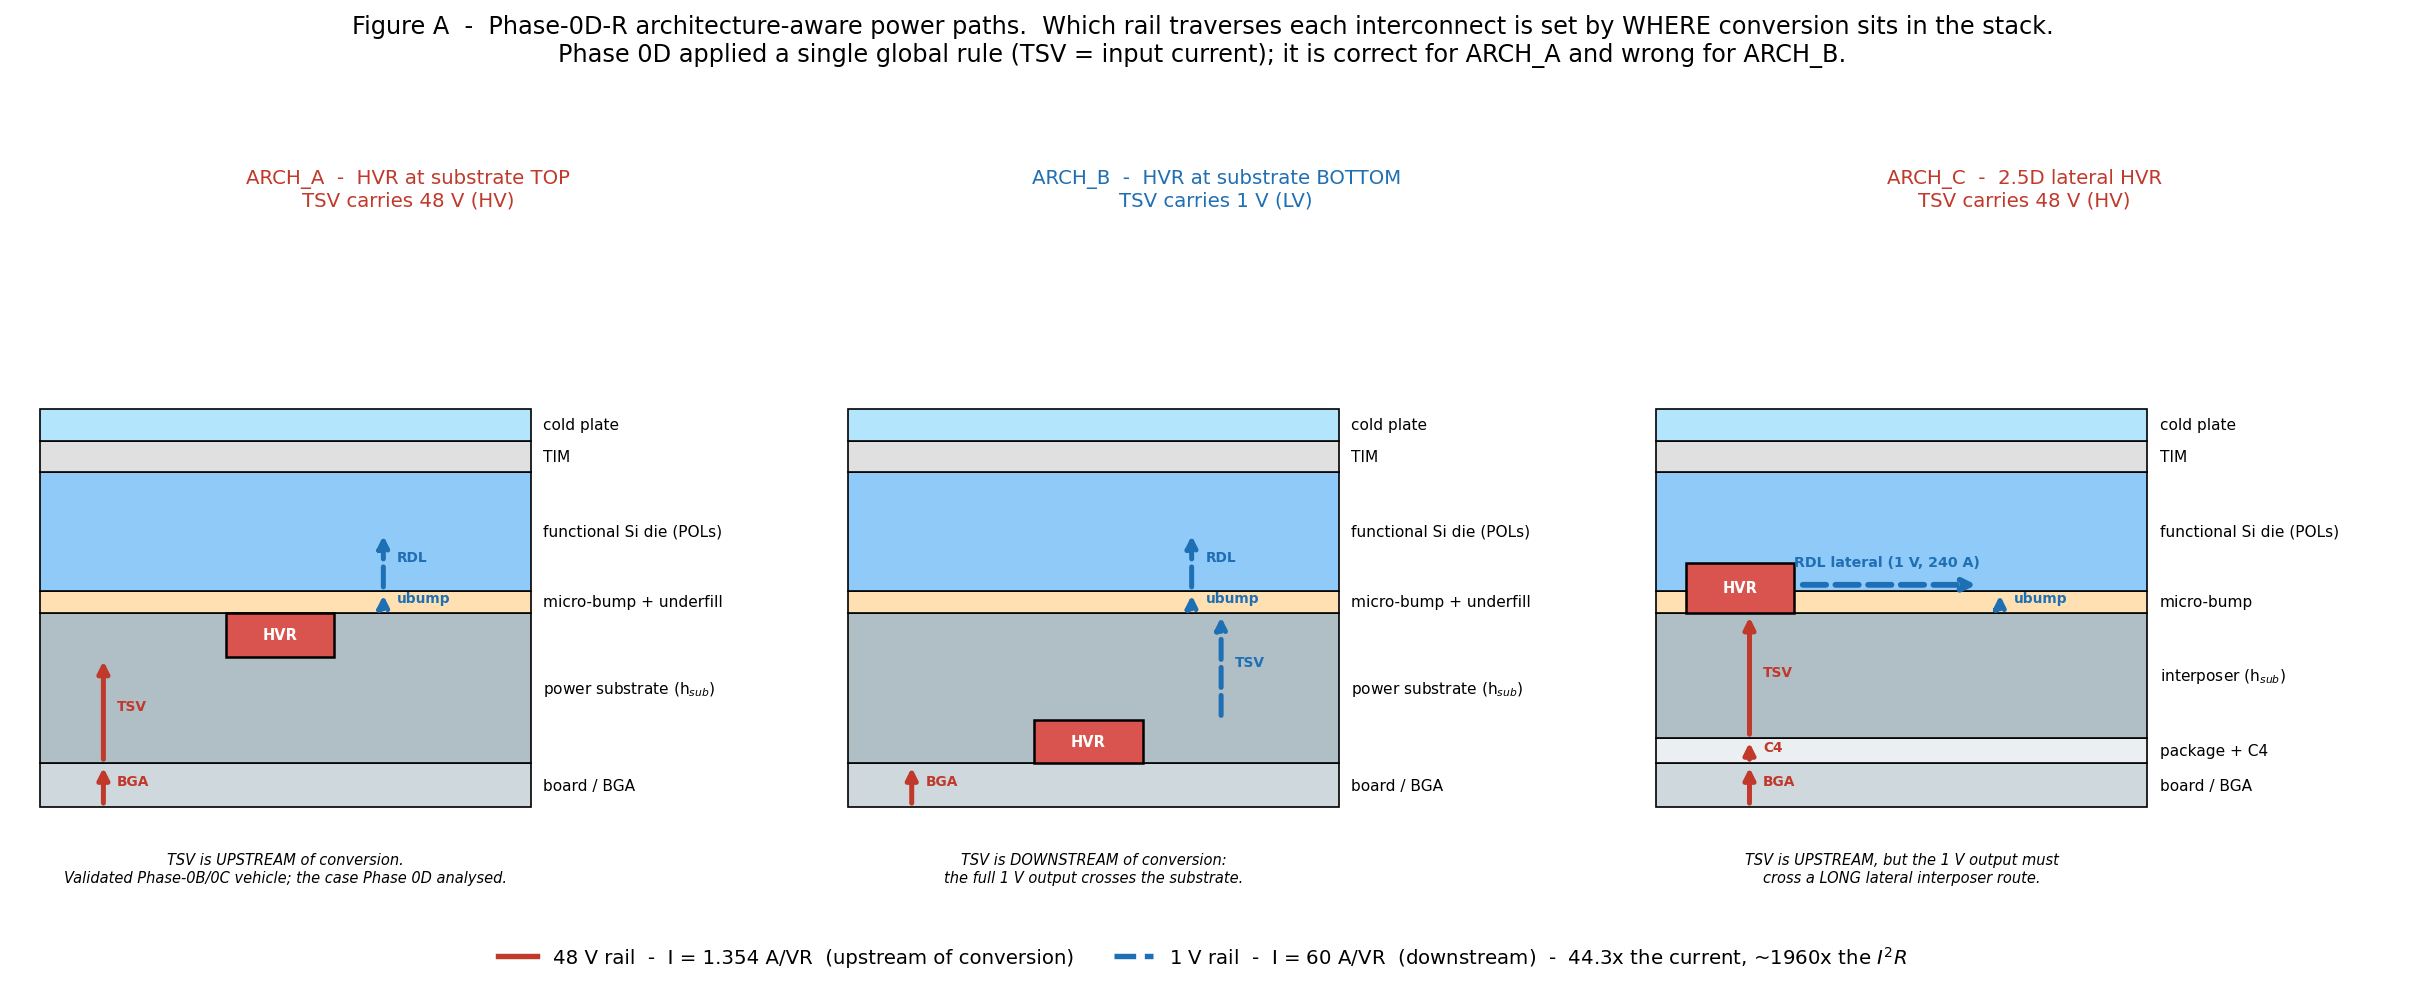 Figure A  -  Phase-0D-R architecture-aware power paths.  Which rail traverses each interconnect is set by WHERE conversion sits in the stack.
Phase 0D applied a single global rule (TSV = input current); it is correct for ARCH_A and wrong for ARCH_B.
ARCH_A  -  HVR at substrate TOP
TSV carries 48 V (HV)
cold plate
TIM
functional Si die (POLs)
RDL
ubump
micro-bump + underfill
HVR
power substrate (h_sub)
TSV
BGA
board / BGA
TSV is UPSTREAM of conversion.
Validated Phase-0B/0C vehicle; the case Phase 0D analysed.
ARCH_B  -  HVR at substrate BOTTOM
TSV carries 1 V (LV)
cold plate
TIM
functional Si die (POLs)
RDL
ubump
micro-bump + underfill
TSV
power substrate (h_sub)
HVR
BGA
board / BGA
TSV is DOWNSTREAM of conversion:
the full 1 V output crosses the substrate.
ARCH_C  -  2.5D lateral HVR
TSV carries 48 V (HV)
cold plate
TIM
functional Si die (POLs)
RDL lateral (1 V, 240 A)
HVR
ubump
micro-bump
TSV
interposer (h_sub)
C4
package + C4
BGA
board / BGA
TSV is UPSTREAM, but the 1 V output must
cross a LONG lateral interposer route.
48 V rail  -  I = 1.354 A/VR  (upstream of conversion)
1 V rail  -  I = 60 A/VR  (downstream)  -  44.3x the current, ~1960x the I²R